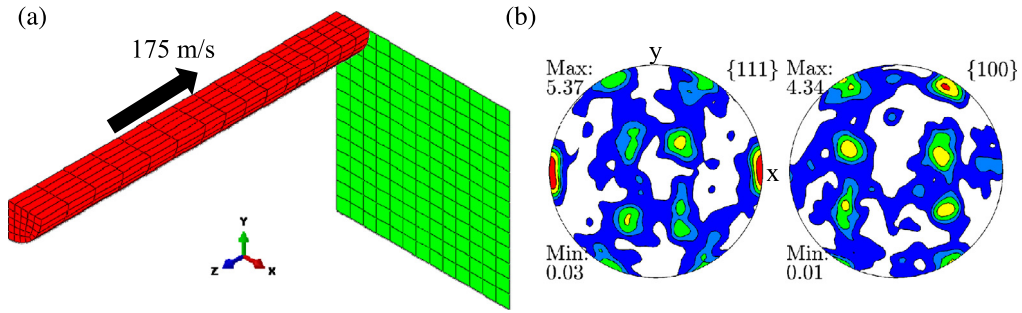 (a)
175 m/s
Y
Z
X
(b)
y
x
Max:
5.37
{111}
Min:
0.03
Max:
4.34
{100}
Min:
0.01